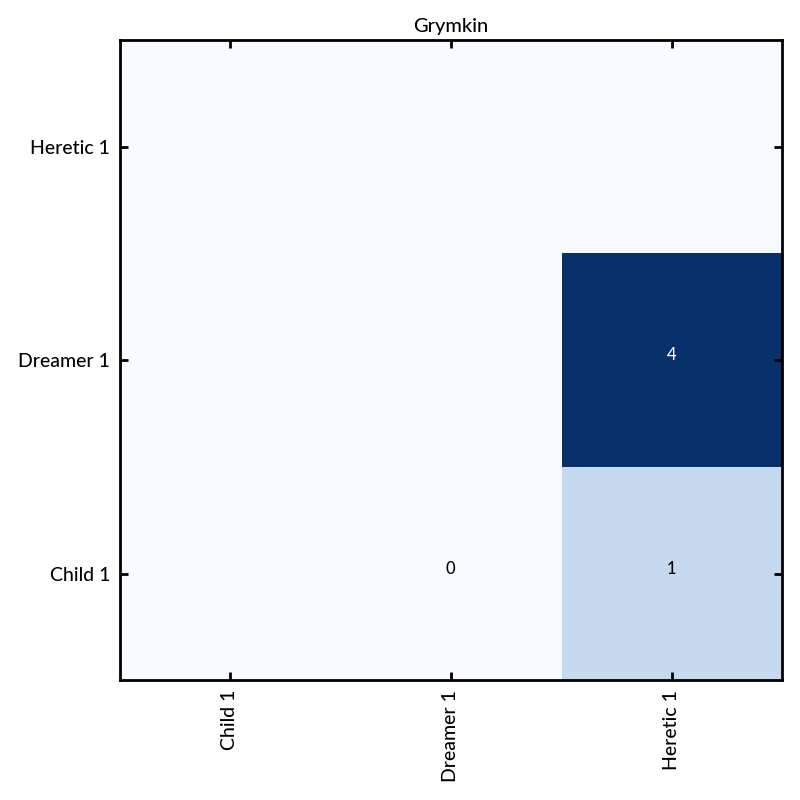 Grymkin
Heretic 1
Dreamer 1
4
Child 1
0
1
Child 1
Dreamer 1
Heretic 1